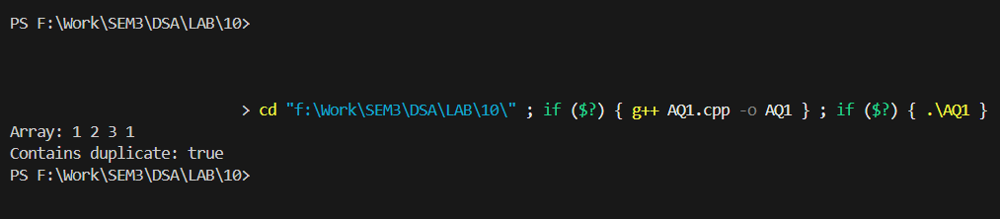 PS F:\Work\SEM3\DSA\LAB\10>
> cd "f:\Work\SEM3\DSA\LAB\10\" ; if ($?) { g++ AQ1.cpp -o AQ1 } ; if ($?) { .\AQ1 }
Array: 1 2 3 1
Contains duplicate: true
PS F:\Work\SEM3\DSA\LAB\10>